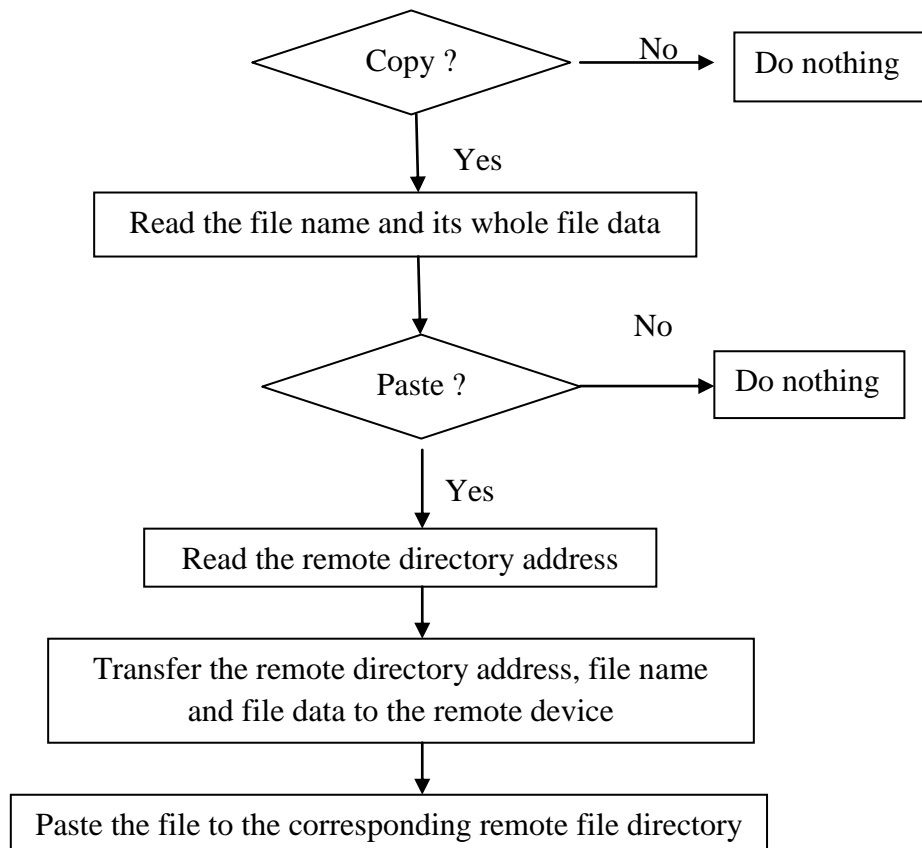 Copy ?
No
Do nothing
Yes
Read the file name and its whole file data
No
Paste ?
Do nothing
Yes
Read the remote directory address
Transfer the remote directory address, file name
and file data to the remote device
Paste the file to the corresponding remote file directory